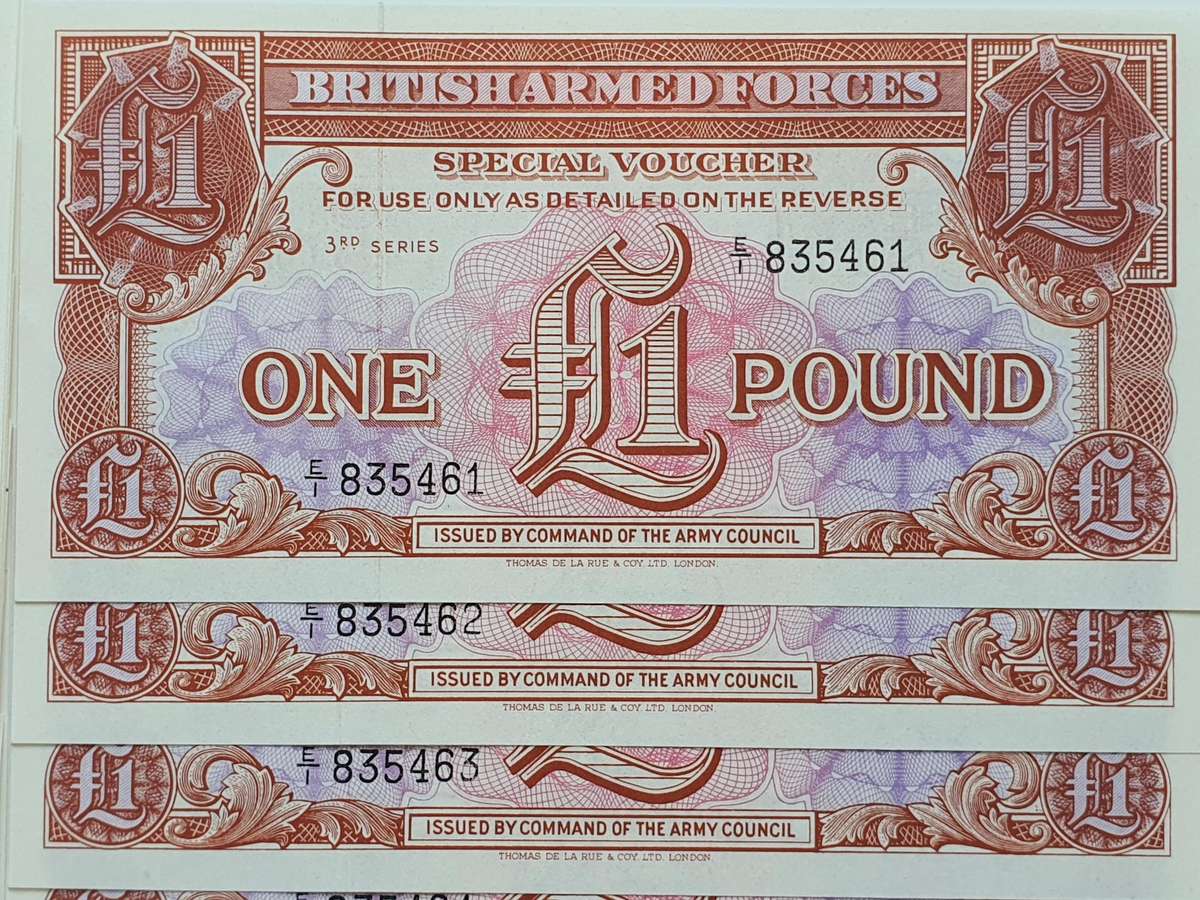 £1 BRITISH ARMED FORCES £1
SPECIAL VOUCHER
FOR USE ONLY AS DETAILED ON THE REVERSE
3RD SERIES E/1 835461
ONE £1 POUND
E/1 835461
£1 ISSUED BY COMMAND OF THE ARMY COUNCIL £1
THOMAS DE LA RUE & COY. LTD. LONDON.
E/1 835462
£1 ISSUED BY COMMAND OF THE ARMY COUNCIL £1
THOMAS DE LA RUE & COY. LTD. LONDON.
E/1 835463
£1 ISSUED BY COMMAND OF THE ARMY COUNCIL £1
THOMAS DE LA RUE & COY. LTD. LONDON.